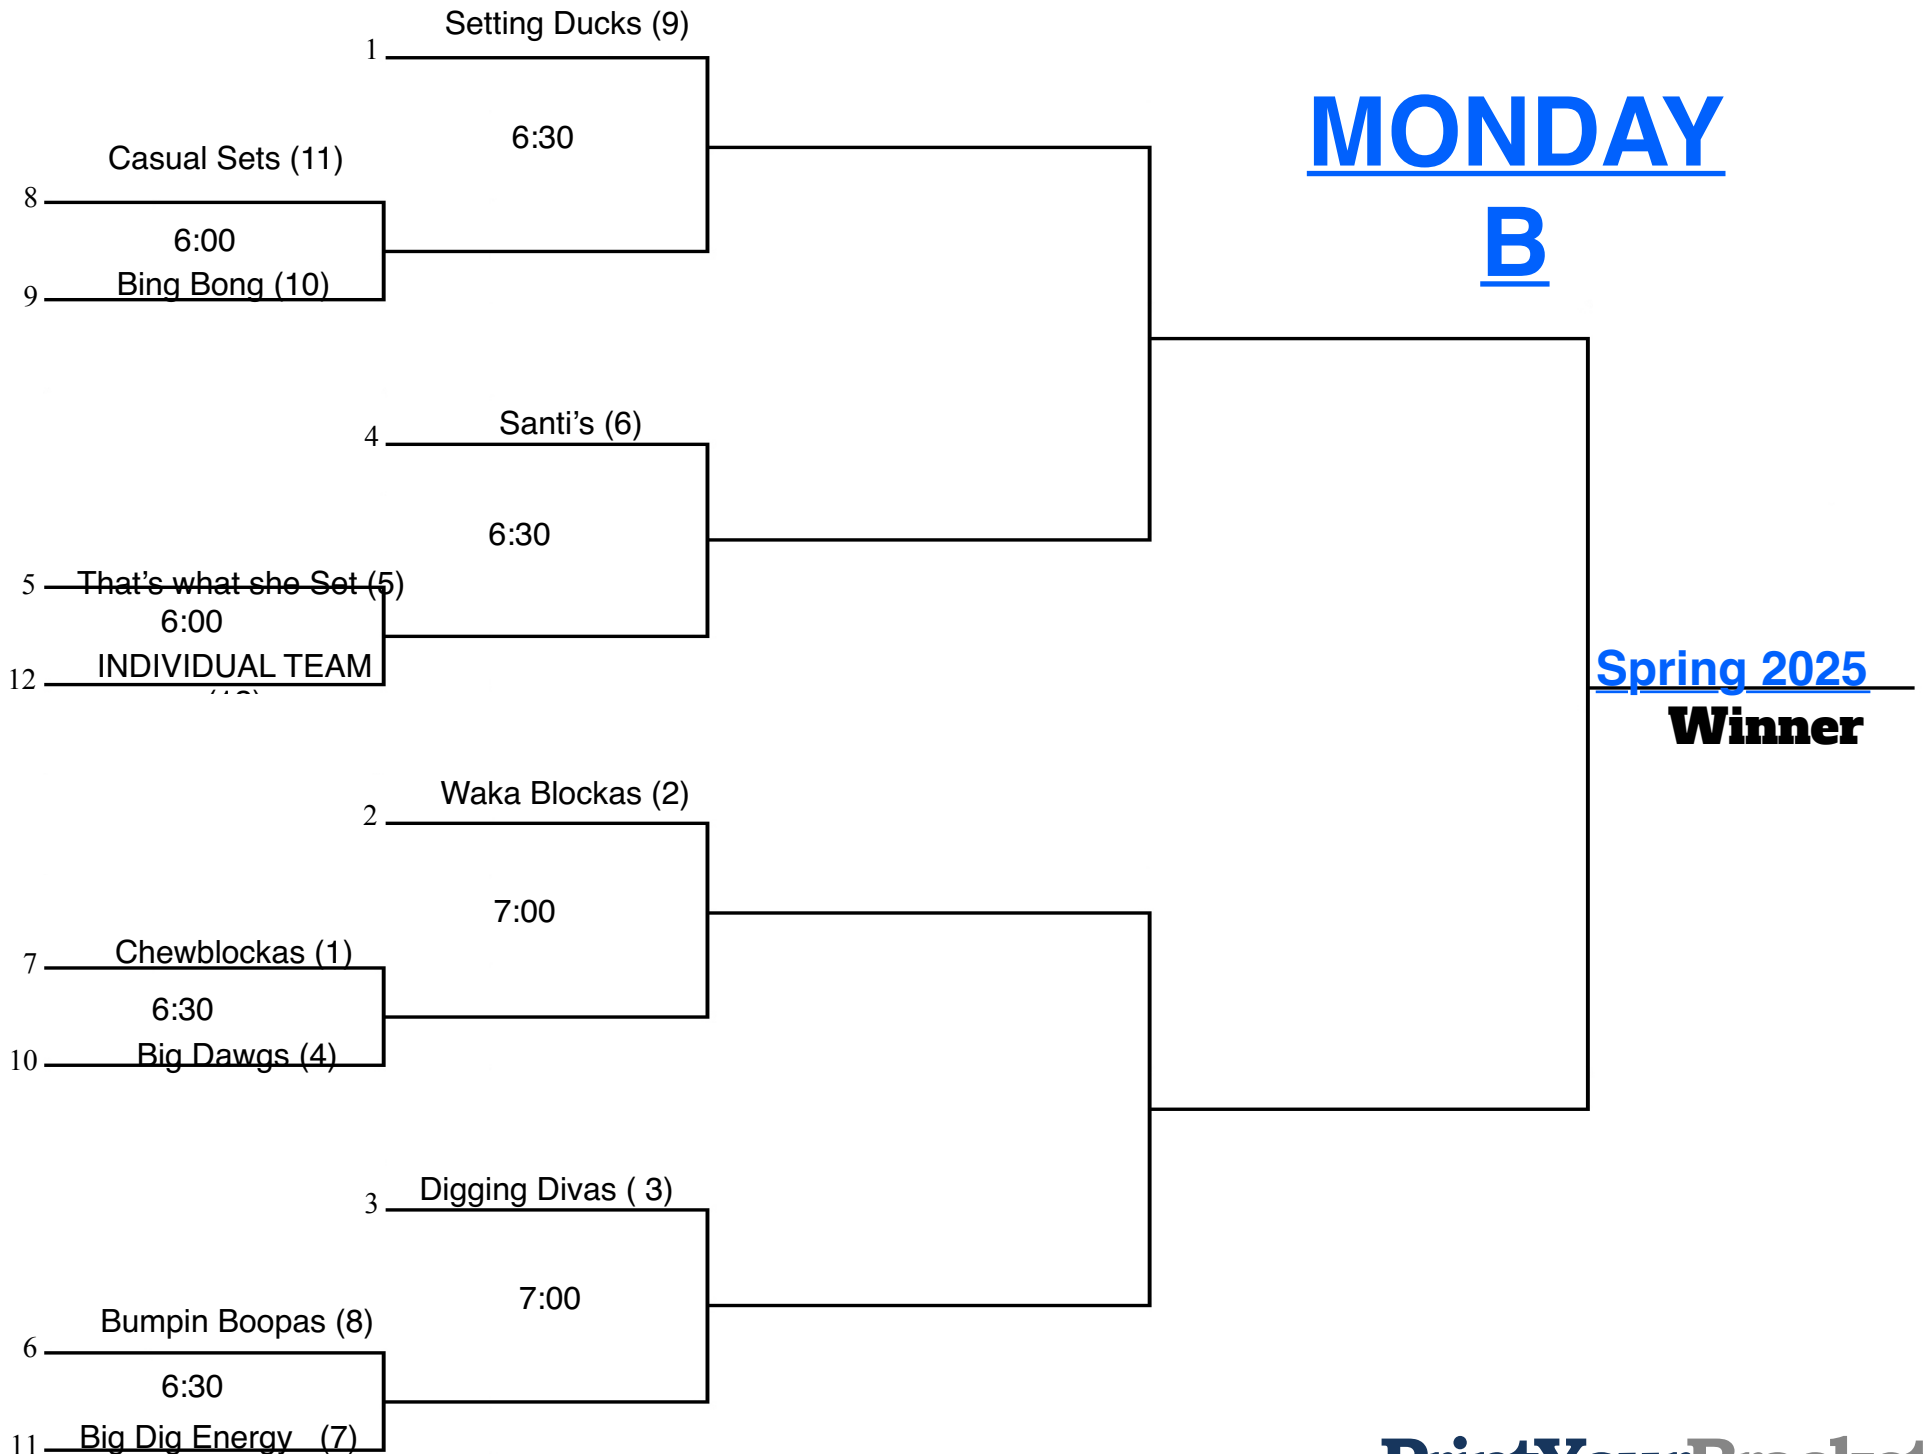 Setting Ducks (9)
1
6:30
MONDAY
B
Casual Sets (11)
8
6:00
Bing Bong (10)
9
Santi’s (6)
4
6:30
That’s what she Set (5)
5
6:00
INDIVIDUAL TEAM
12
Spring 2025
Winner
Waka Blockas (2)
2
7:00
Chewblockas (1)
7
6:30
Big Dawgs (4)
10
Digging Divas ( 3)
3
7:00
Bumpin Boopas (8)
6
6:30
Big Dig Energy (7)
11
PrintYourBracket